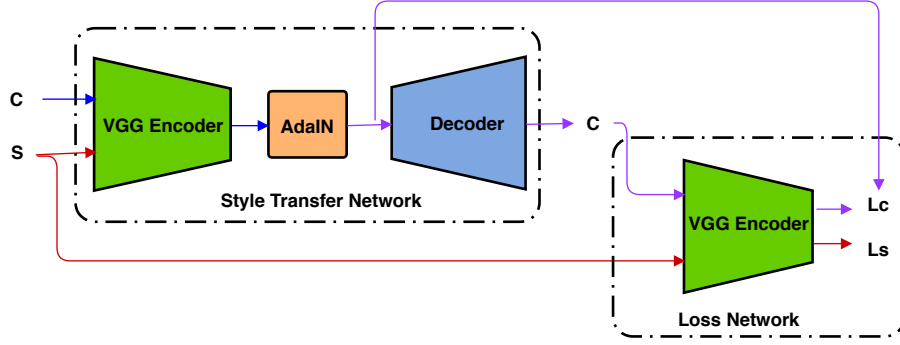 C
VGG Encoder
AdaIN
Decoder
C
S
Style Transfer Network
VGG Encoder
Lc
Ls
Loss Network